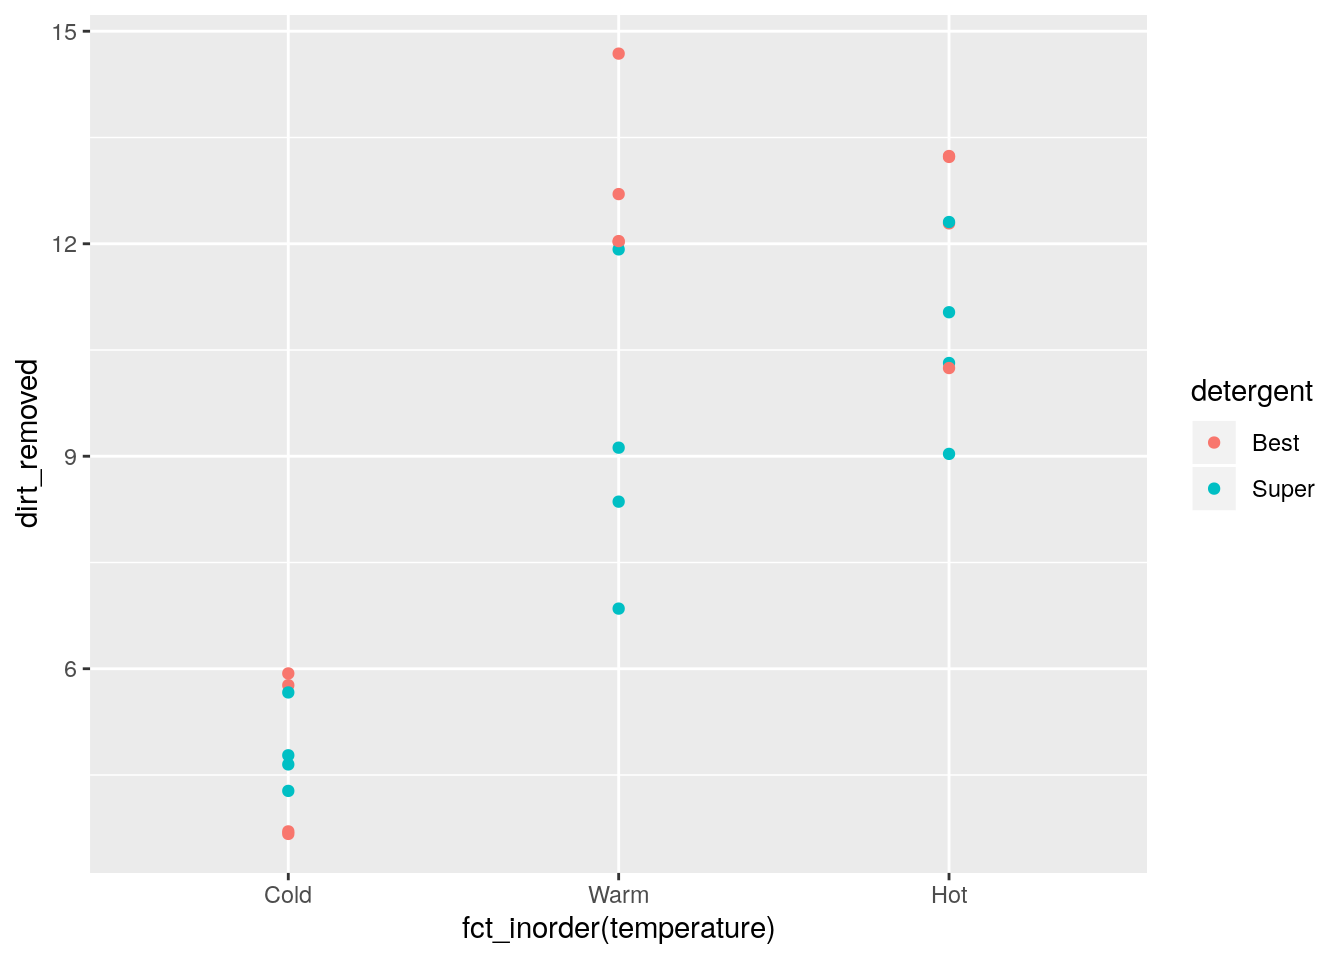 15
12
9
6
dirt_removed
Cold Warm Hot
fct_inorder(temperature)
detergent
Best
Super